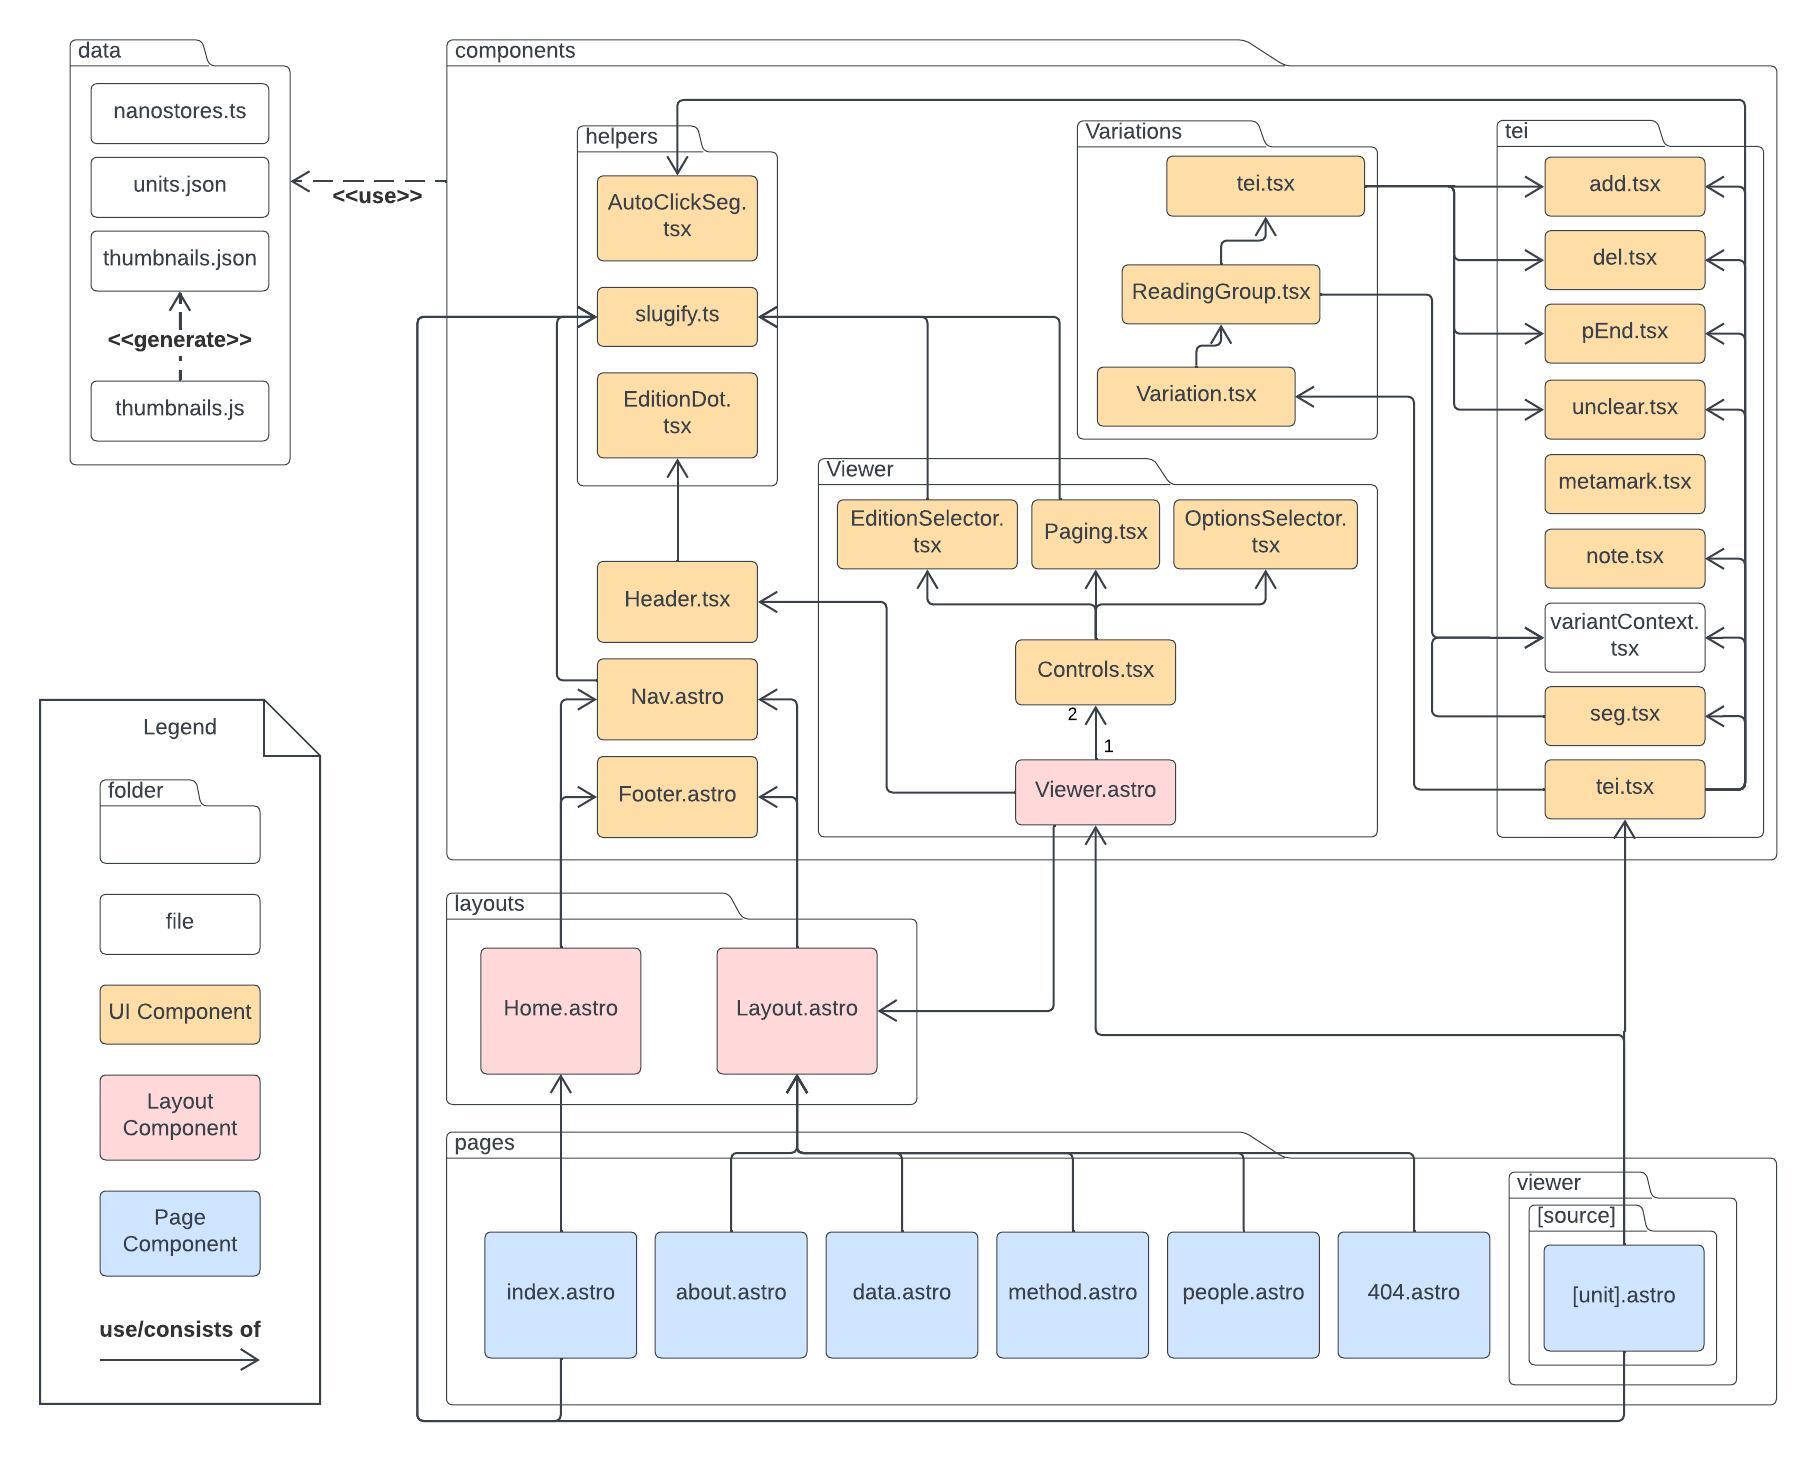 data
nanostores.ts
units.json
thumbnails.json
<<generate>>
thumbnails.js
<<use>>
components
helpers
AutoClickSeg.
tsx
slugify.ts
EditionDot.
tsx
Header.tsx
Nav.astro
Footer.astro
Variations
tei.tsx
ReadingGroup.tsx
Variation.tsx
Viewer
EditionSelector.
tsx
Paging.tsx
OptionsSelector.
tsx
Controls.tsx
2
1
Viewer.astro
tei
add.tsx
del.tsx
pEnd.tsx
unclear.tsx
metamark.tsx
note.tsx
variantContext.
tsx
seg.tsx
tei.tsx
layouts
Home.astro
Layout.astro
pages
index.astro
about.astro
data.astro
method.astro
people.astro
404.astro
viewer
[source]
[unit].astro
Legend
folder
file
UI Component
Layout
Component
Page
Component
use/consists of